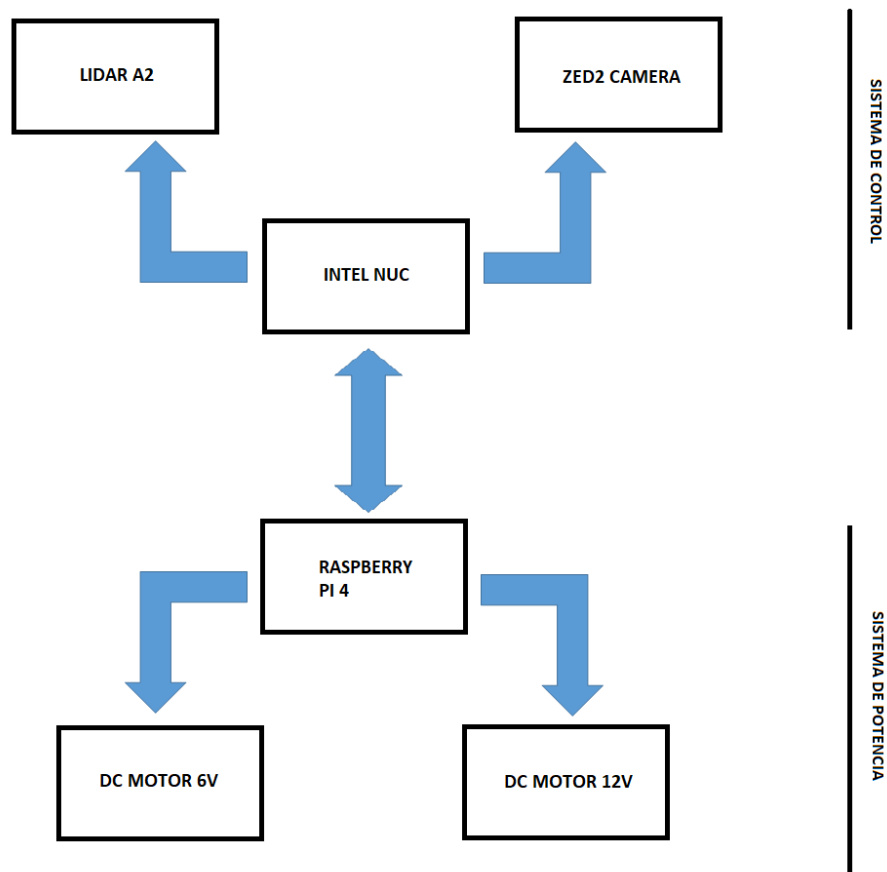 LIDAR A2
ZED2 CAMERA
SISTEMA DE CONTROL
INTEL NUC
RASPBERRY
PI 4
SISTEMA DE POTENCIA
DC MOTOR 6V
DC MOTOR 12V